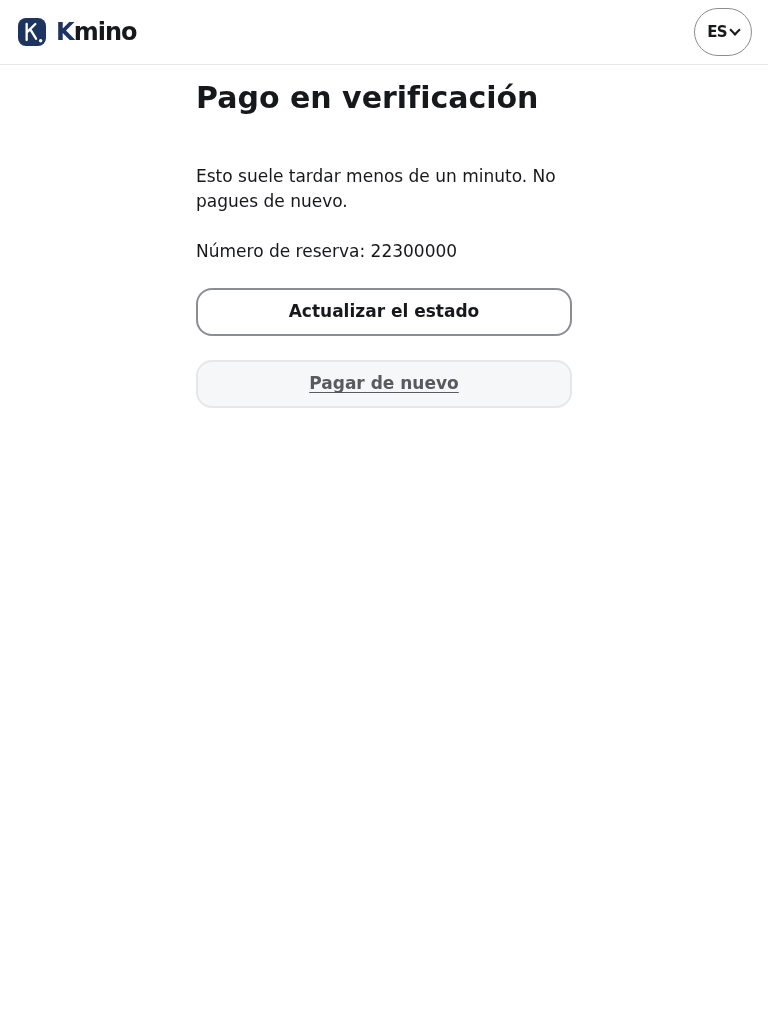 K. Kmino
ES
Pago en verificación
Esto suele tardar menos de un minuto. No
pagues de nuevo.
Número de reserva: 22300000
Actualizar el estado
Pagar de nuevo